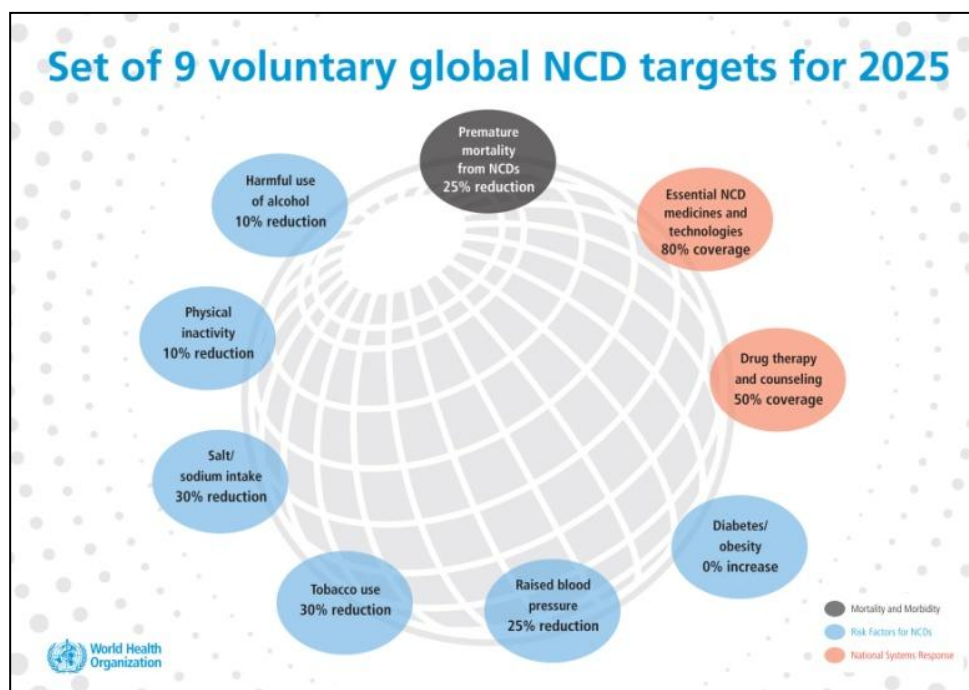 Set of 9 voluntary global NCD targets for 2025
Premature
mortality
from NCDs
25% reduction
Harmful use
of alcohol
10% reduction
Essential NCD
medicines and
technologies
80% coverage
Physical
inactivity
10% reduction
Drug therapy
and counseling
50% coverage
Salt/
sodium intake
30% reduction
Diabetes/
obesity
0% increase
Tobacco use
30% reduction
Raised blood
pressure
25% reduction
Mortality and Morbidity
Risk Factors for NCDs
National Systems Response
World Health
Organization